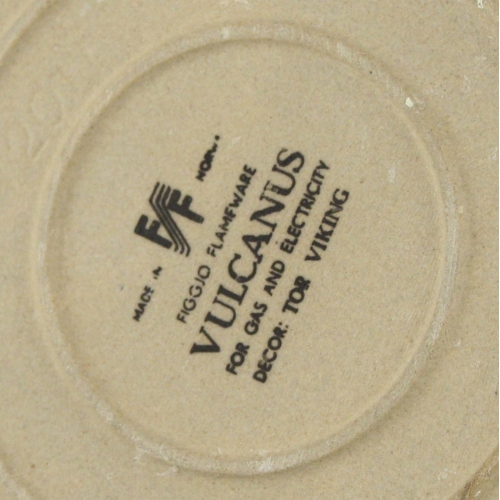 MADE IN FF NORWAY
FIGGJO FLAMEWARE
VULCANUS
FOR GAS AND ELECTRICITY
DECOR: TOR VIKING